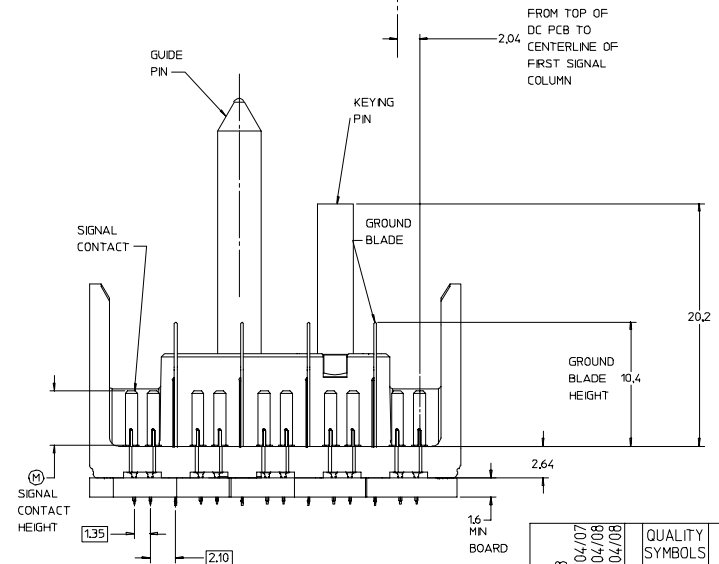 FROM TOP OF
DC PCB TO
CENTERLINE OF
FIRST SIGNAL
COLUMN
2,04
GUIDE
PIN
KEYING
PIN
SIGNAL
CONTACT
GROUND
BLADE
20,2
GROUND
BLADE
HEIGHT
10,4
M
SIGNAL
CONTACT
HEIGHT
2,64
1.35
2.10
1.6
MIN
BOARD
04/07
04/08
04/08
QUALITY
SYMBOLS